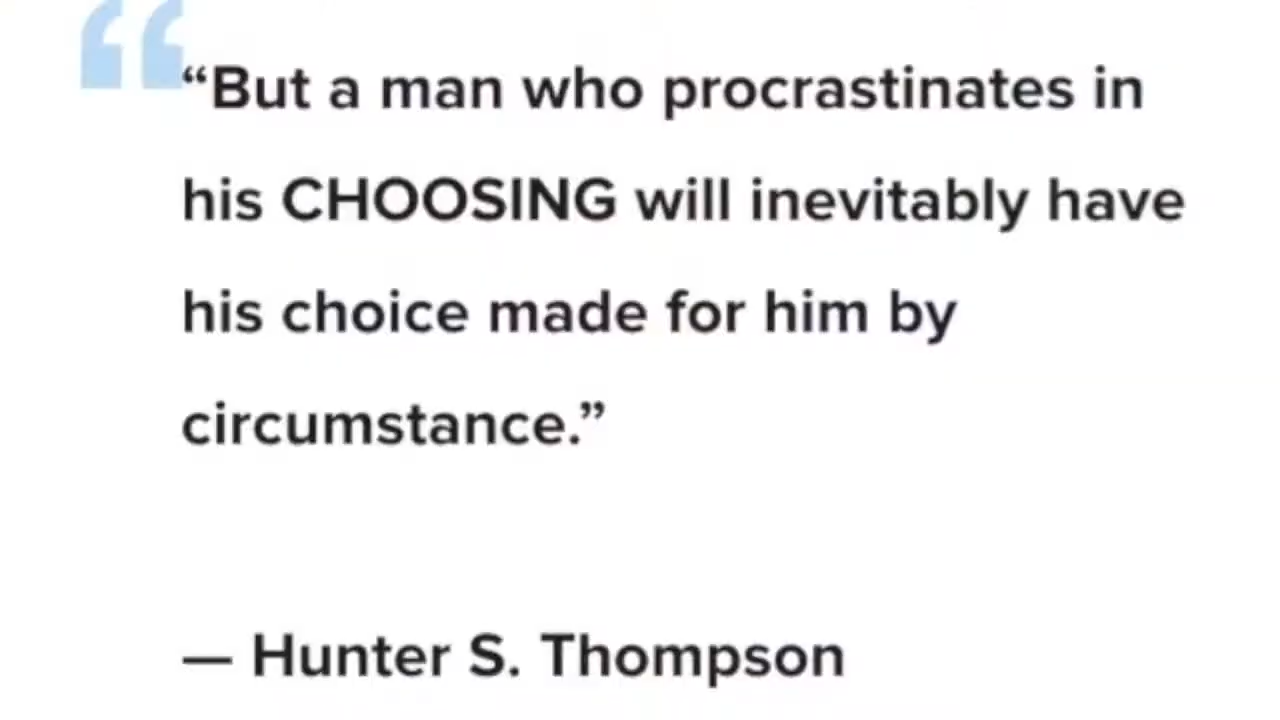 “But a man who procrastinates in
his CHOOSING will inevitably have
his choice made for him by
circumstance.”
— Hunter S. Thompson